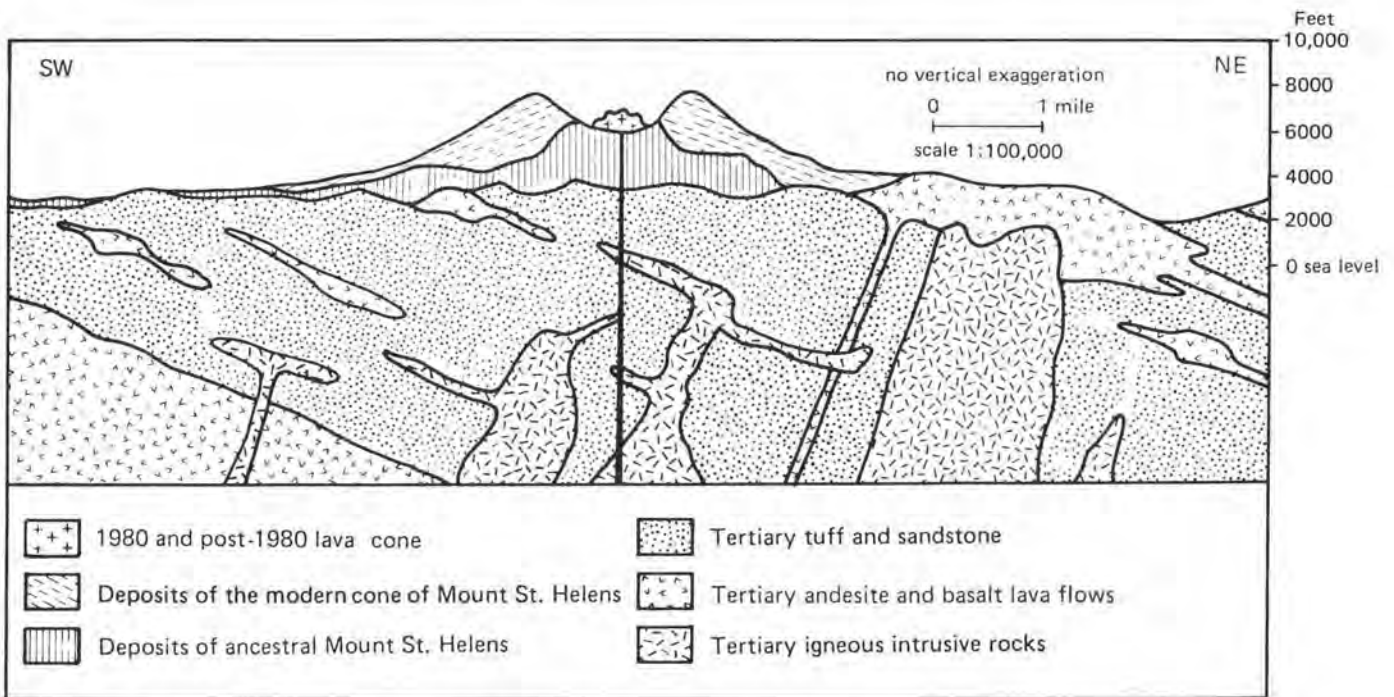 Feet
10,000
SW
NE
8000
no vertical exaggeration
0 1 mile
scale 1:100,000
6000
4000
2000
0 sea level
1980 and post-1980 lava cone
Deposits of the modern cone of Mount St. Helens
Deposits of ancestral Mount St. Helens
Tertiary tuff and sandstone
Tertiary andesite and basalt lava flows
Tertiary igneous intrusive rocks